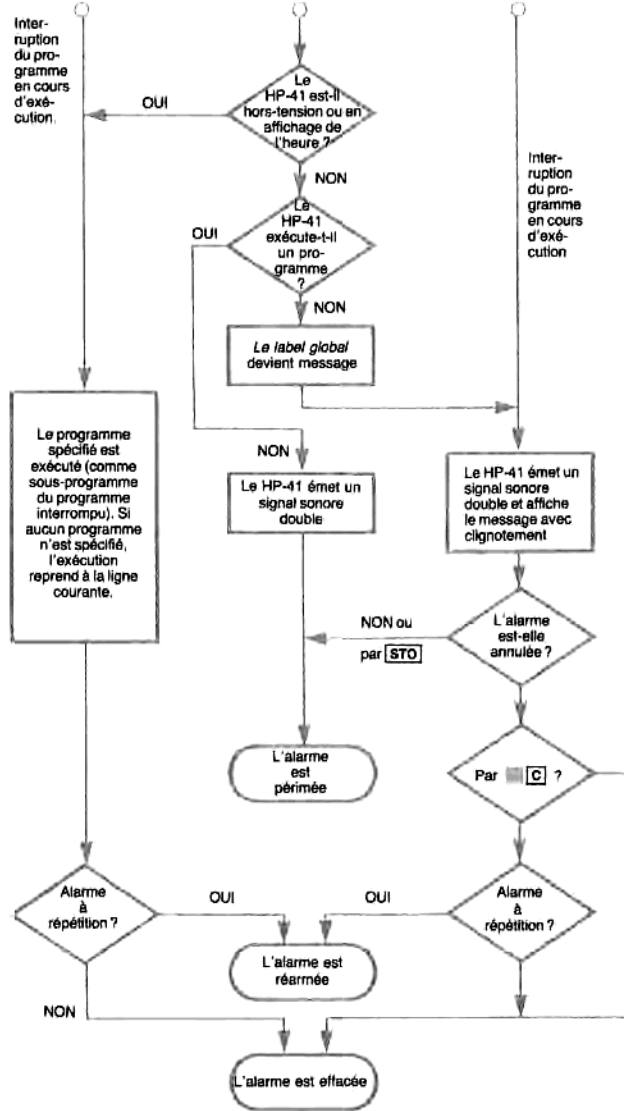 Inter-
ruption
du pro-
gramme
en cours
d'exé-
cution.
OUI
Le
HP-41 est-il
hors-tension ou en
affichage de
l'heure ?
NON
Le
HP-41
exécute-t-il
un pro-
gramme
?
OUI
NON
Inter-
ruption
du pro-
gramme
en cours
d'exé-
cution
Le label global
devient message
Le programme
spécifié est
exécuté (comme
sous-programme
du programme
interrompu). Si
aucun programme
n'est spécifié,
l'exécution
reprend à la ligne
courante.
NON
Le HP-41 émet un
signal sonore
double
Le HP-41 émet un
signal sonore
double et affiche
le message avec
clignotement
NON ou
par STO
L'alarme
est-elle
annulée ?
L'alarme
est
périmée
Par C ?
Alarme
à
répétition ?
OUI
OUI
Alarme
à
répétition ?
L'alarme est
réarmée
NON
L'alarme est effacée